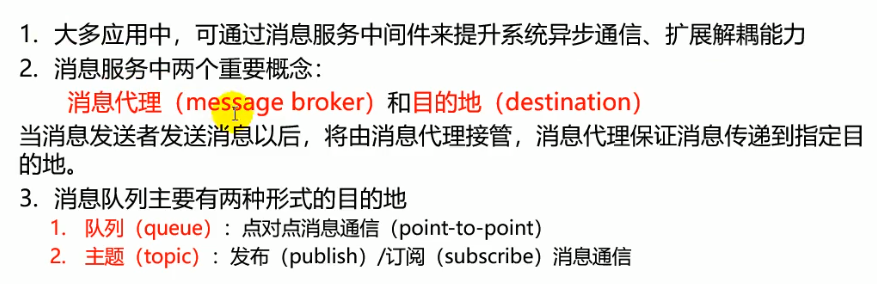 1. 大多应用中，可通过消息服务中间件来提升系统异步通信、扩展解耦能力
2. 消息服务中两个重要概念：
消息代理（message broker）和目的地（destination）
当消息发送者发送消息以后，将由消息代理接管，消息代理保证消息传递到指定目
的地。
3. 消息队列主要有两种形式的目的地
1. 队列（queue）：点对点消息通信（point-to-point）
2. 主题（topic）：发布（publish）/订阅（subscribe）消息通信